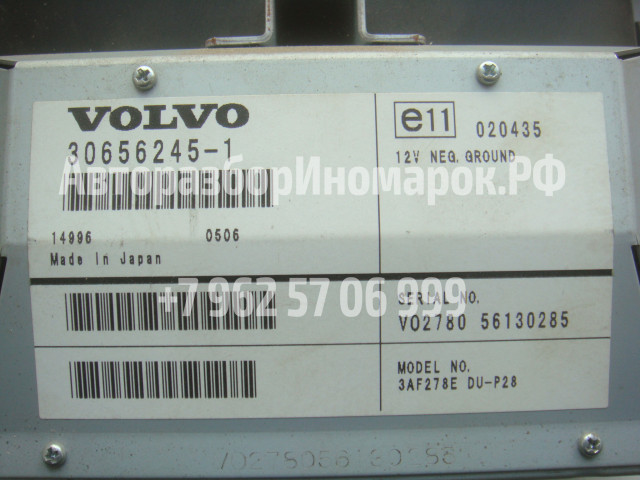 VOLVO
30656245-1
e11 020435
12V NEG. GROUND
АвторазборИномарок.РФ
14996 0506
Made in Japan
+7 962 57 06 999
SERIAL NO.
VO2780 56130285
MODEL NO.
3AF278E DU-P28